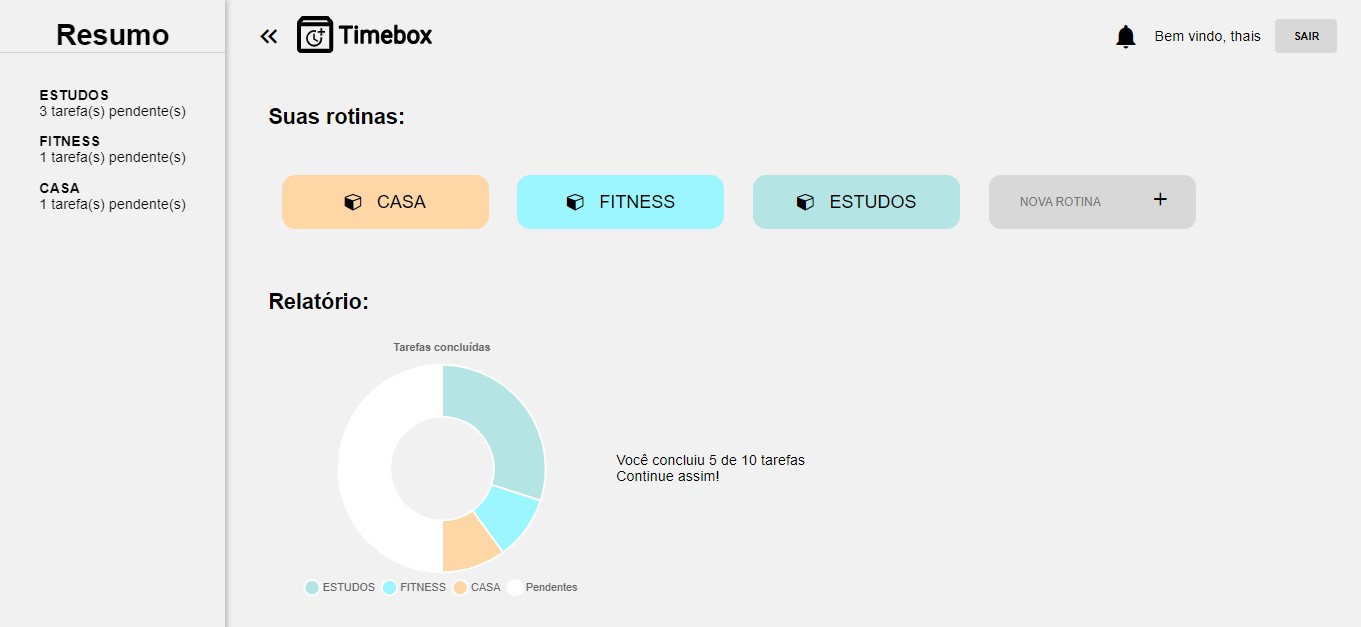 Resumo
ESTUDOS
3 tarefa(s) pendente(s)
FITNESS
1 tarefa(s) pendente(s)
CASA
1 tarefa(s) pendente(s)
Timebox
Bem vindo, thais
SAIR
Suas rotinas:
CASA
FITNESS
ESTUDOS
NOVA ROTINA +
Relatório:
Tarefas concluídas
Você concluiu 5 de 10 tarefas
Continue assim!
ESTUDOS FITNESS CASA Pendentes